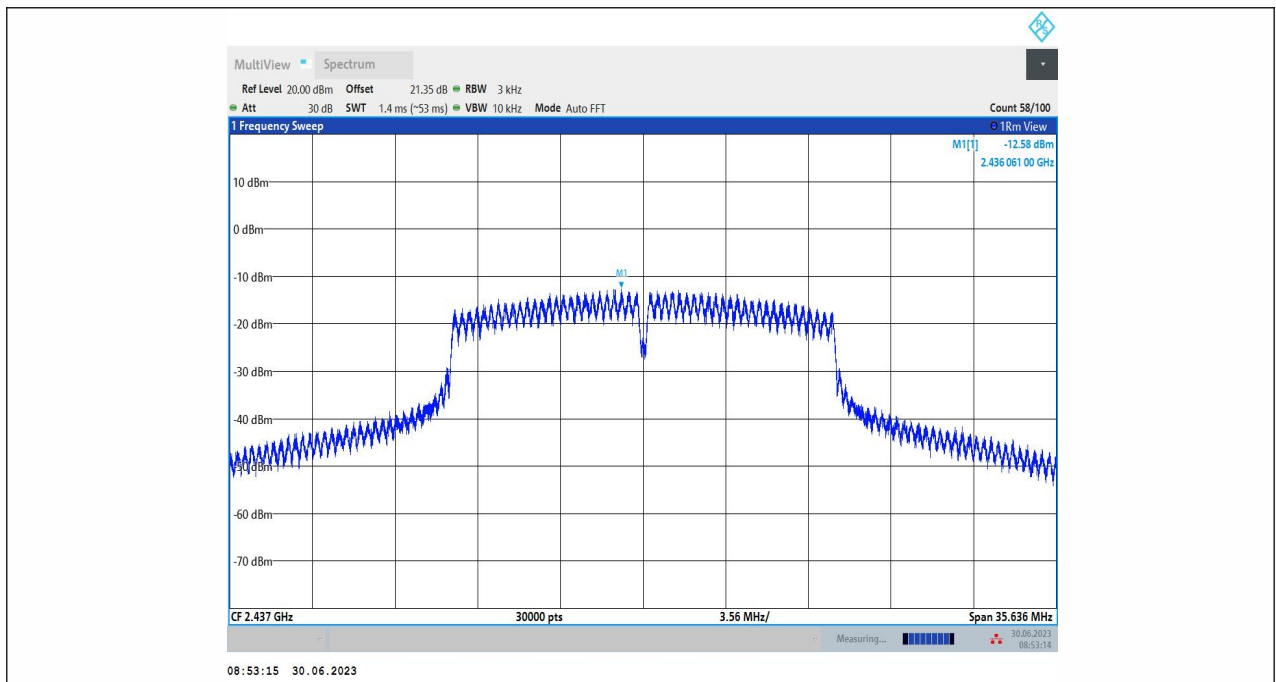 R&S
MultiView Spectrum
Ref Level 20.00 dBm Offset 21.35 dB RBW 3 kHz
Att 30 dB SWT 1.4 ms (~53 ms) VBW 10 kHz Mode Auto FFT Count 58/100
1 Frequency Sweep 1Rm View
M1[1] -12.58 dBm
2.436 061 00 GHz
10 dBm
0 dBm
M1
-10 dBm
-20 dBm
-30 dBm
-40 dBm
-50 dBm
-60 dBm
-70 dBm
CF 2.437 GHz 30000 pts 3.56 MHz/ Span 35.636 MHz
Measuring... 30.06.2023
08:53:14
08:53:15 30.06.2023